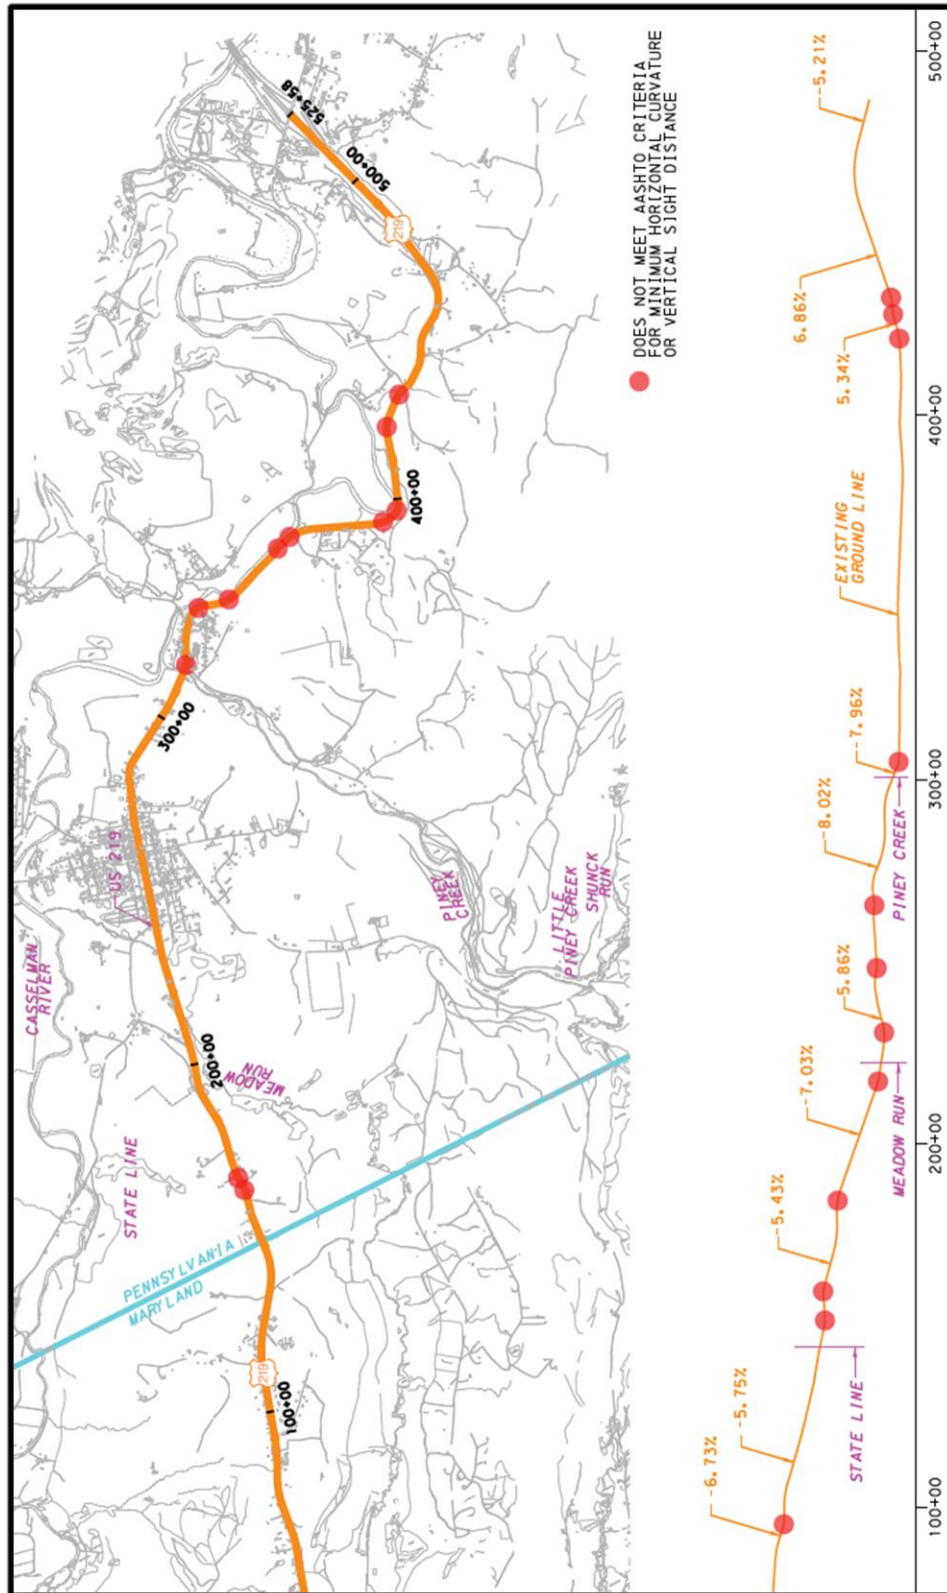 CASSELMAN
RIVER
US 219
STATE LINE
PENNSYLVANIA
MARYLAND
219
100+00
200+00
MEADOW
RUN
300+00
PINEY
CREEK
LITTLE
PINEY CREEK
SHUNCK
RUN
400+00
219
500+00
525+58
DOES NOT MEET AASHTO CRITERIA
FOR MINIMUM HORIZONTAL CURVATURE
OR VERTICAL SIGHT DISTANCE
-6.73%
-5.75%
STATE LINE
-5.43%
-7.03%
MEADOW RUN
5.86%
-8.02%
-7.96%
PINEY CREEK
EXISTING
GROUND LINE
5.34%
6.86%
-5.21%
100+00
200+00
300+00
400+00
500+00